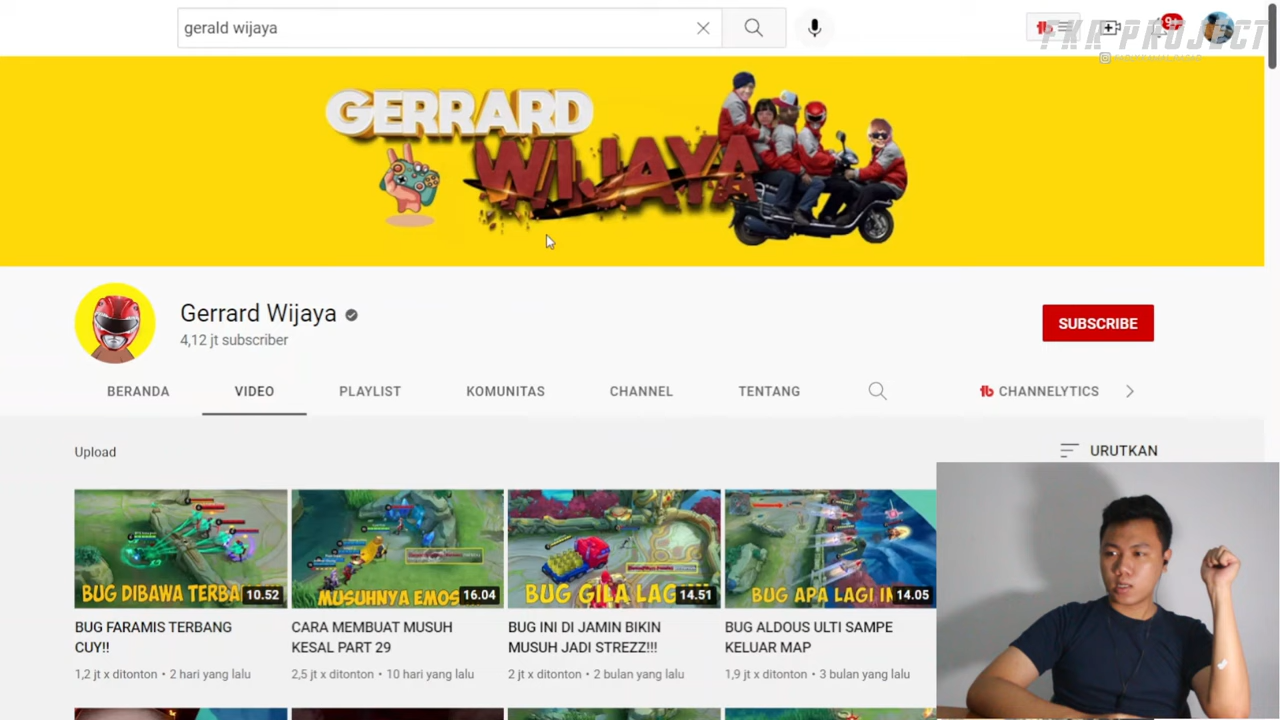 gerald wijaya
9+
FKR PROJECT
GERRARD
WIJAYA
Gerrard Wijaya
4,12 jt subscriber
SUBSCRIBE
BERANDA
VIDEO
PLAYLIST
KOMUNITAS
CHANNEL
TENTANG
CHANNELYTICS
Upload
URUTKAN
BUG DIBAWA TERBA
10.52
MUSUHNYA EMOS
16.04
BUG GILA LAG
14.51
BUG APA LAGI IN
14.05
BUG FARAMIS TERBANG
CUY!!
1,2 jt x ditonton • 2 hari yang lalu
CARA MEMBUAT MUSUH
KESAL PART 29
2,5 jt x ditonton • 10 hari yang lalu
BUG INI DI JAMIN BIKIN
MUSUH JADI STREZZ!!!
2 jt x ditonton • 2 bulan yang lalu
BUG ALDOUS ULTI SAMPE
KELUAR MAP
1,9 jt x ditonton • 3 bulan yang lalu